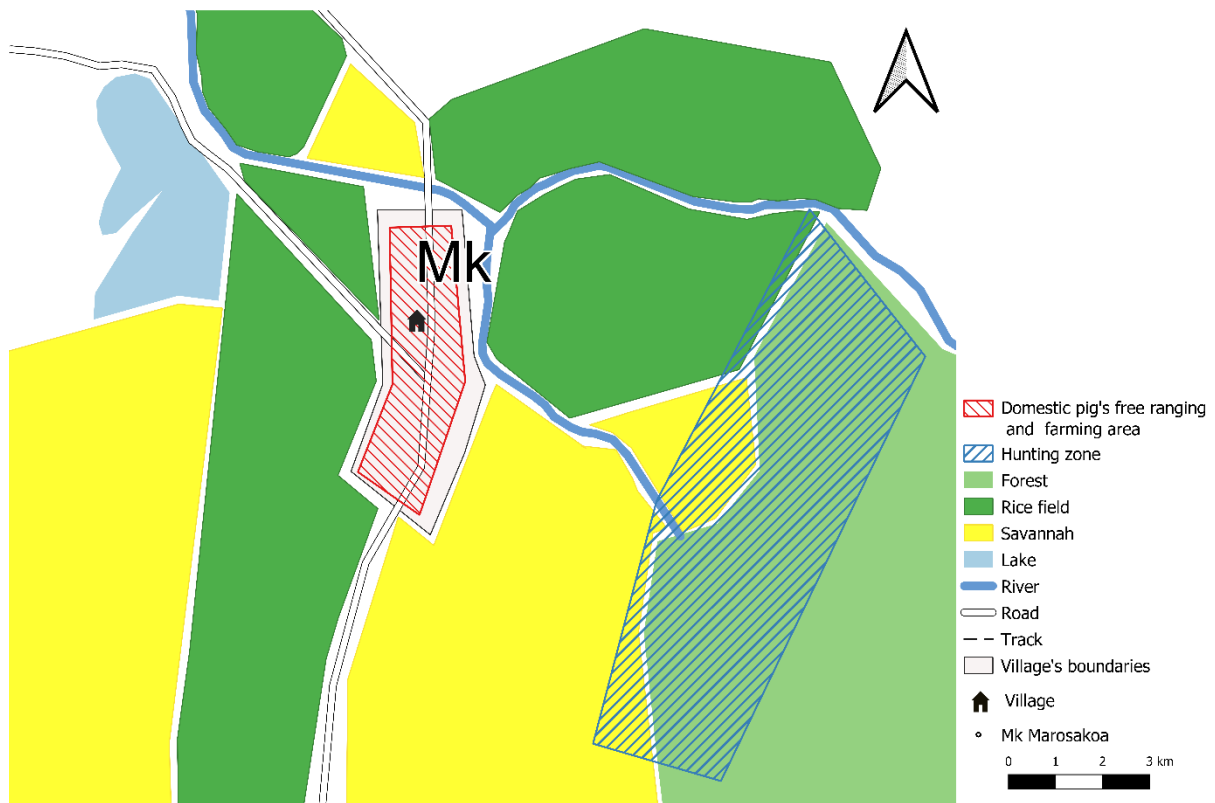 Mk
Domestic pig's free ranging
and farming area
Hunting zone
Forest
Rice field
Savannah
Lake
River
Road
Track
Village's boundaries
Village
Mk Marosakoa
0 1 2 3 km